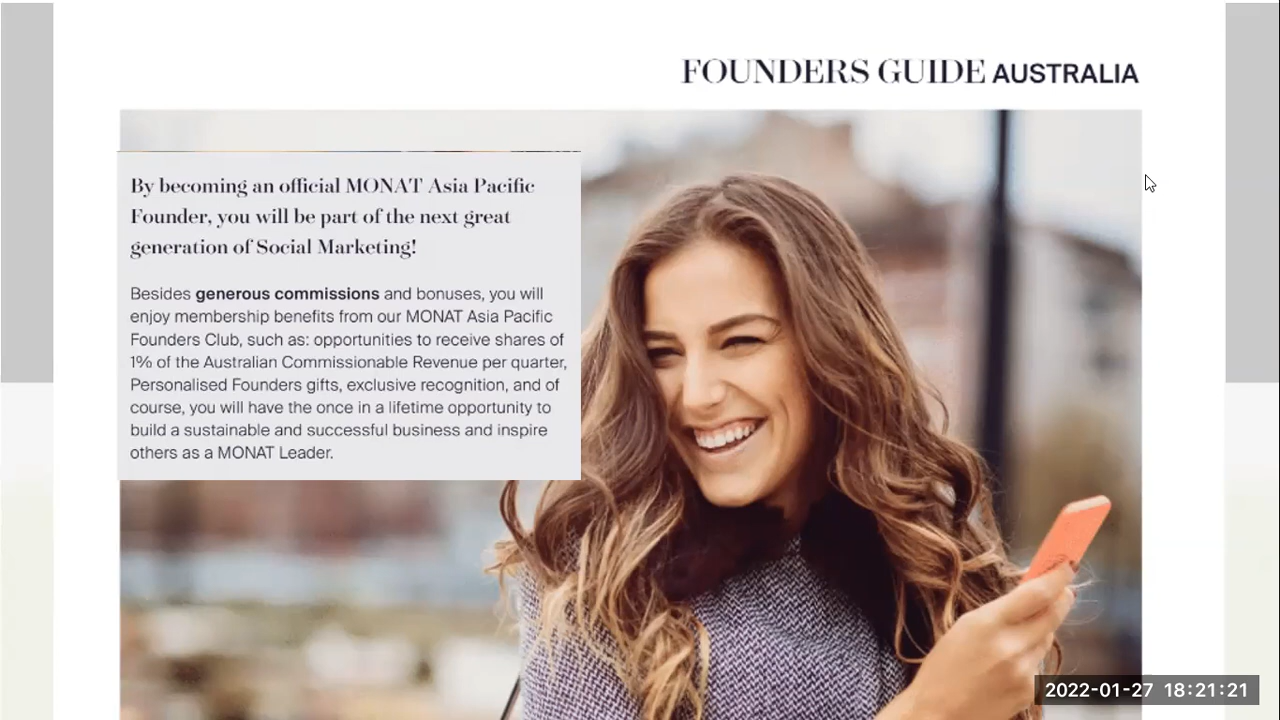 FOUNDERS GUIDE AUSTRALIA
By becoming an official MONAT Asia Pacific
Founder, you will be part of the next great
generation of Social Marketing!
Besides generous commissions and bonuses, you will
enjoy membership benefits from our MONAT Asia Pacific
Founders Club, such as: opportunities to receive shares of
1% of the Australian Commissionable Revenue per quarter,
Personalised Founders gifts, exclusive recognition, and of
course, you will have the once in a lifetime opportunity to
build a sustainable and successful business and inspire
others as a MONAT Leader.
2022-01-27 18:21:21